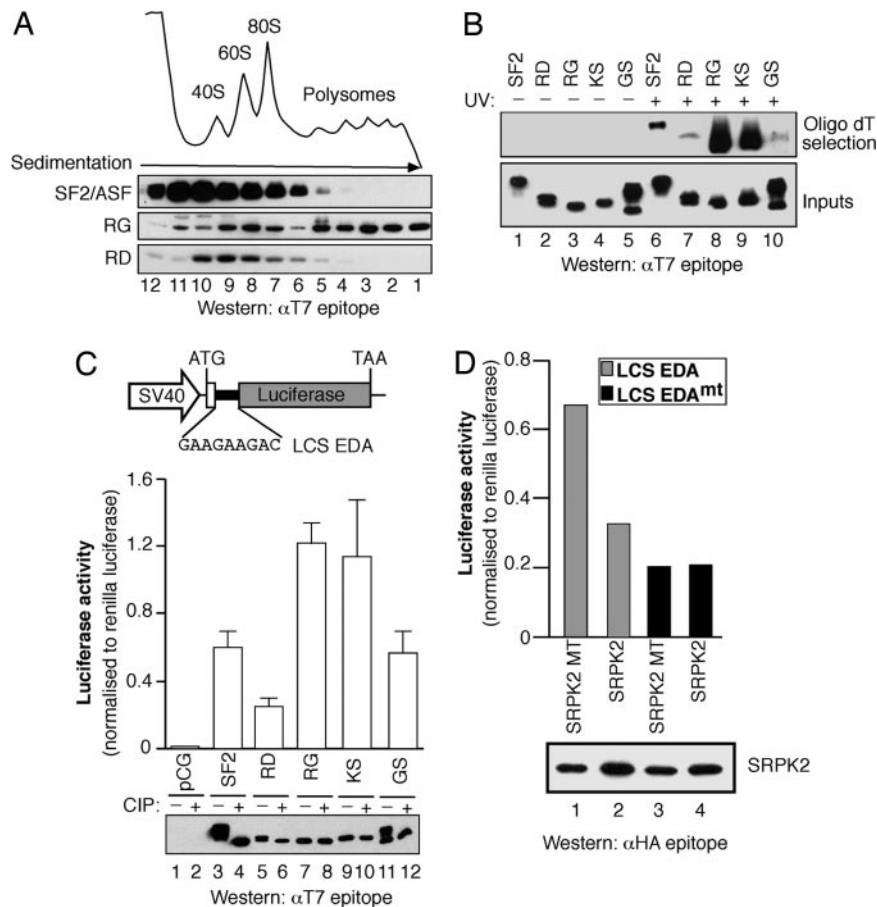 A
40S
60S
80S
Polysomes
Sedimentation
SF2/ASF
RG
RD
12 11 10 9 8 7 6 5 4 3 2 1
Western: αT7 epitope
B
SF2 RD RG KS GS SF2 RD RG KS GS
UV: – – – – – + + + + +
Oligo dT
selection
Inputs
1 2 3 4 5 6 7 8 9 10
Western: αT7 epitope
C
ATG TAA
SV40 Luciferase
GAAGAAGAC LCS EDA
Luciferase activity
(normalised to renilla luciferase)
1.6
1.2
0.8
0.4
0
pCG SF2 RD RG KS GS
CIP: – + – + – + – + – + – +
1 2 3 4 5 6 7 8 9 10 11 12
Western: αT7 epitope
D
LCS EDA
LCS EDAmt
Luciferase activity
(normalised to renilla luciferase)
0.8
0.6
0.4
0.2
0
SRPK2 MT SRPK2 SRPK2 MT SRPK2
SRPK2
1 2 3 4
Western: αHA epitope